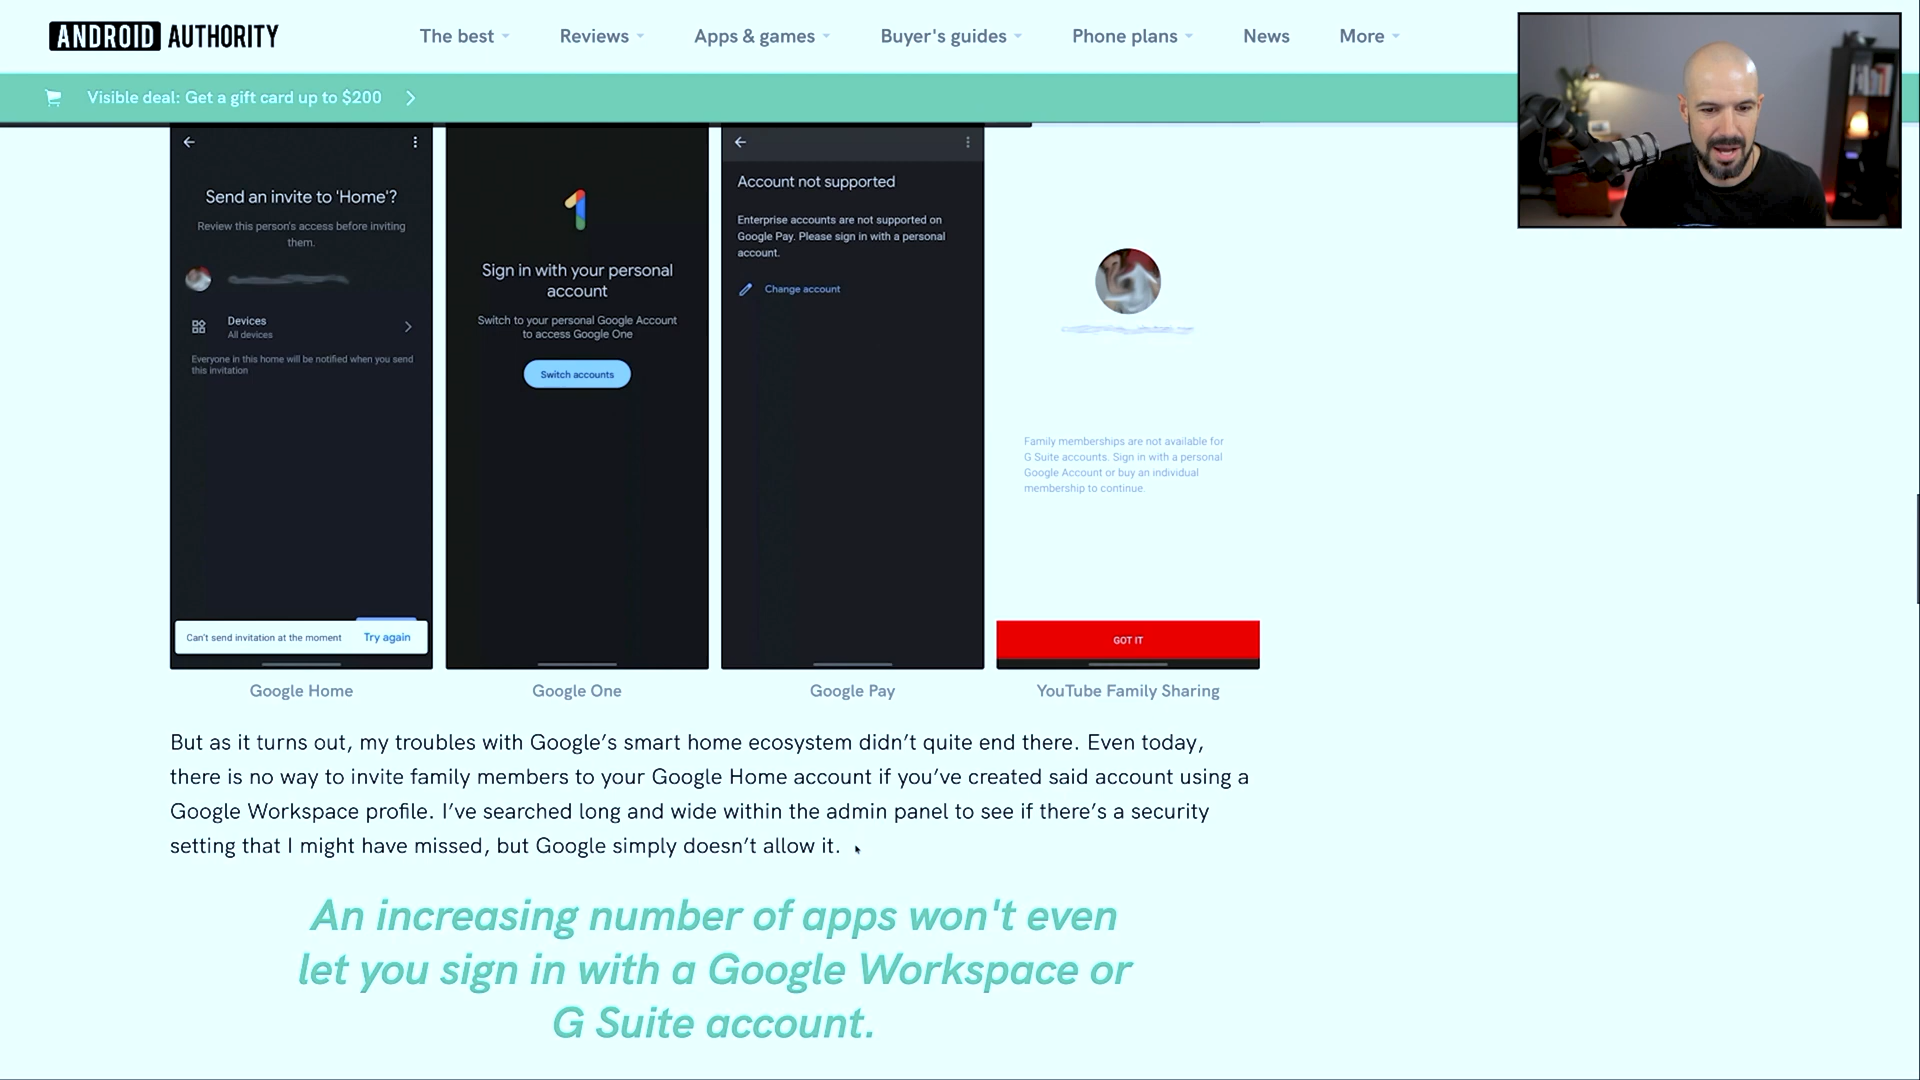 ANDROID AUTHORITY
The best
Reviews
Apps & games
Buyer's guides
Phone plans
News
More
Visible deal: Get a gift card up to $200
Send an invite to 'Home'?
Review this person's access before inviting
them.
Devices
All devices
Everyone in this home will be notified when you send
this invitation
Can't send invitation at the moment
Try again
Google Home
Sign in with your personal
account
Switch to your personal Google Account
to access Google One
Switch accounts
Google One
Account not supported
Enterprise accounts are not supported on
Google Pay. Please sign in with a personal
account.
Change account
Google Pay
Family memberships are not available for
G Suite accounts. Sign in with a personal
Google Account or buy an individual
membership to continue.
GOT IT
YouTube Family Sharing
But as it turns out, my troubles with Google’s smart home ecosystem didn’t quite end there. Even today,
there is no way to invite family members to your Google Home account if you’ve created said account using a
Google Workspace profile. I’ve searched long and wide within the admin panel to see if there’s a security
setting that I might have missed, but Google simply doesn’t allow it.
An increasing number of apps won't even
let you sign in with a Google Workspace or
G Suite account.